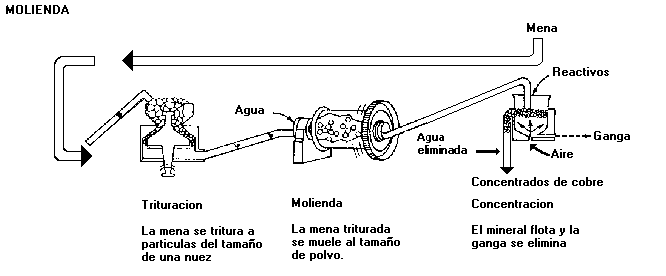 MOLIENDA
Mena
Reactivos
Agua
Agua
eliminada
Ganga
Aire
Concentrados de cobre
Trituracion
La mena se tritura a
particulas del tamaño
de una nuez
Molienda
La mena triturada
se muele al tamaño
de polvo.
Concentracion
El mineral flota y la
ganga se elimina